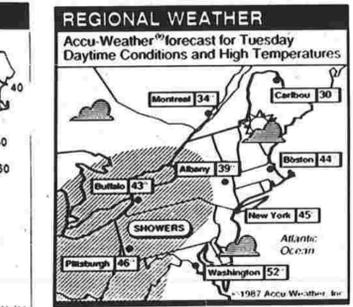 REGIONAL WEATHER
Accu-Weather® forecast for Tuesday
Daytime Conditions and High Temperatures
40
Montreal 34°
Caribou 30
Albany 39°
Boston 44
Buffalo 43°
New York 45
SHOWERS
Atlantic
Ocean
Pittsburgh 46°
Washington 52°
©1987 Accu-Weather, Inc